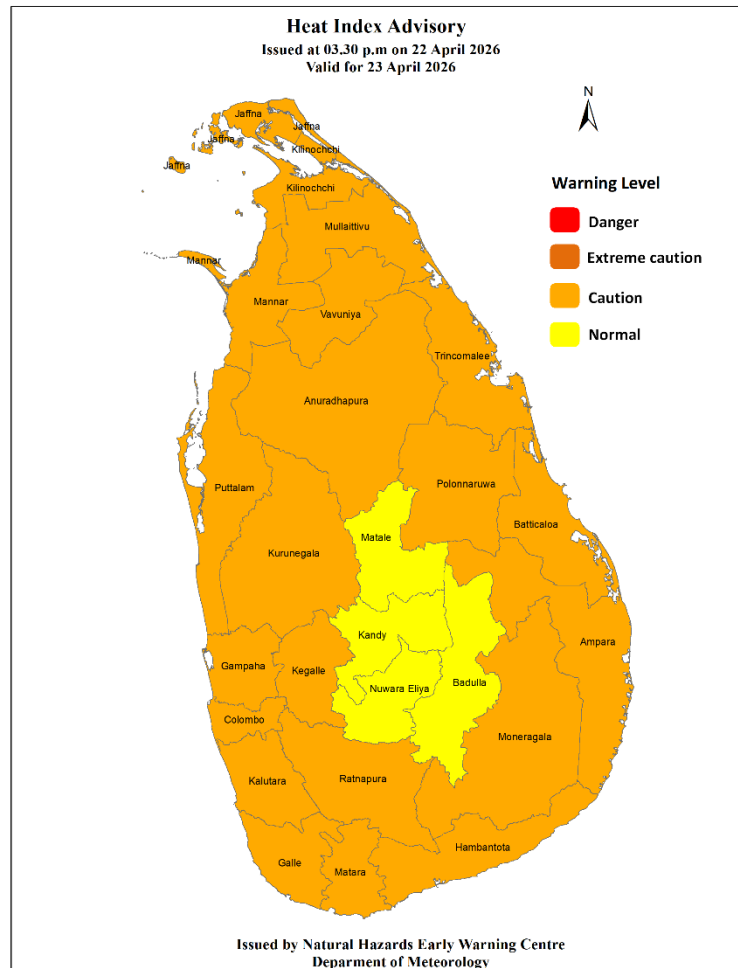 Heat Index Advisory
Issued at 03.30 p.m on 22 April 2026
Valid for 23 April 2026
N
Jaffna
Jaffna
Jaffna
Kilinochchi
Jaffna
Kilinochchi
Warning Level
Danger
Extreme caution
Caution
Normal
Mullaittivu
Mannar
Mannar
Vavuniya
Trincomalee
Anuradhapura
Puttalam
Polonnaruwa
Batticaloa
Matale
Kurunegala
Kandy
Ampara
Gampaha
Kegalle
Nuwara Eliya
Badulla
Colombo
Moneragala
Kalutara
Ratnapura
Hambantota
Galle
Matara
Issued by Natural Hazards Early Warning Centre
Deparment of Meteorology